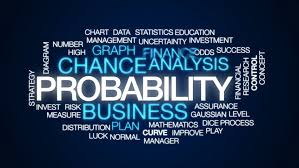 CHART DATA STATISTICS EDUCATION
MANAGEMENT UNCERTAINTY INVESTMENT
NUMBER GRAPH FINANCE ODDS SUCCESS
HIGH CHANCE ANALYSIS
DIAGRAM
PROBABILITY
STRATEGY
FINANCIAL
RESEARCH
CONTROL
CONCEPT
INVEST RISK BUSINESS ASSURANCE
MEASURE GAUSSIAN LEVEL
DISTRIBUTION PLAN MATHEMATICS DICE PROCESS
LUCK NORMAL CURVE IMPROVE PLAY
MANAGER